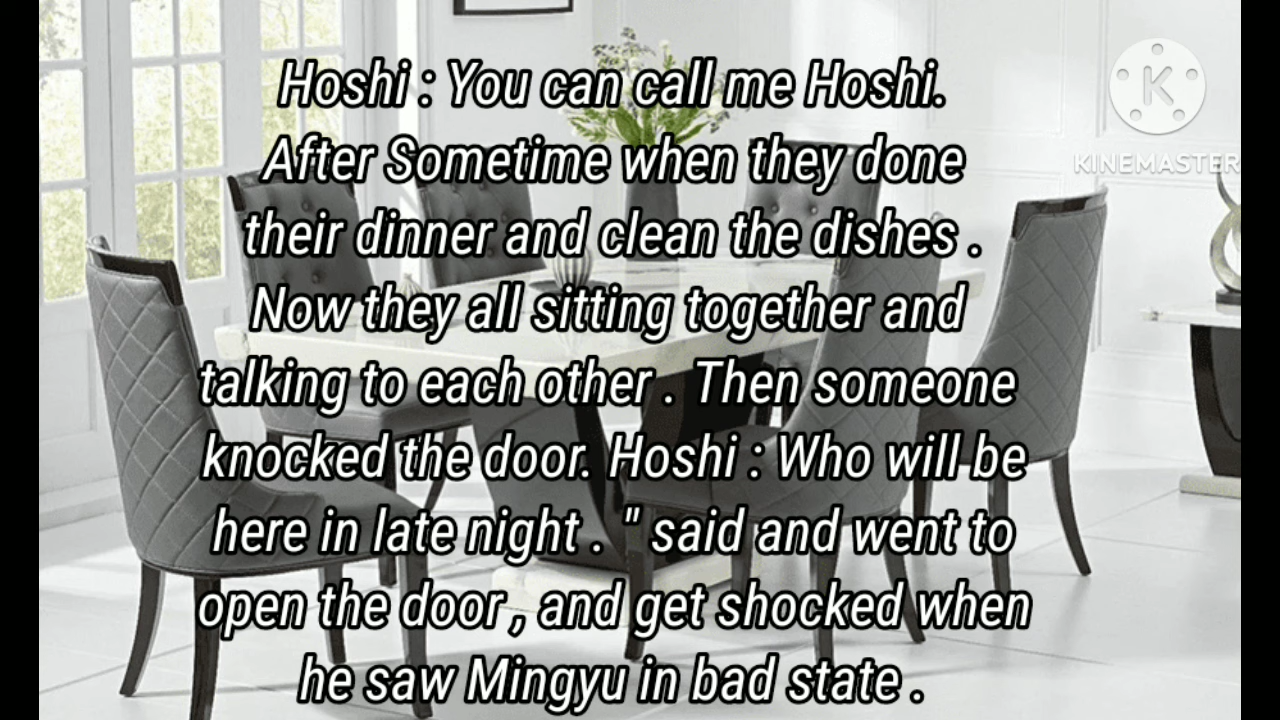 Hoshi : You can call me Hoshi.
After Sometime when they done
their dinner and clean the dishes .
Now they all sitting together and
talking to each other . Then someone
knocked the door. Hoshi : Who will be
here in late night . " said and went to
open the door , and get shocked when
he saw Mingyu in bad state .
K
KINEMASTER